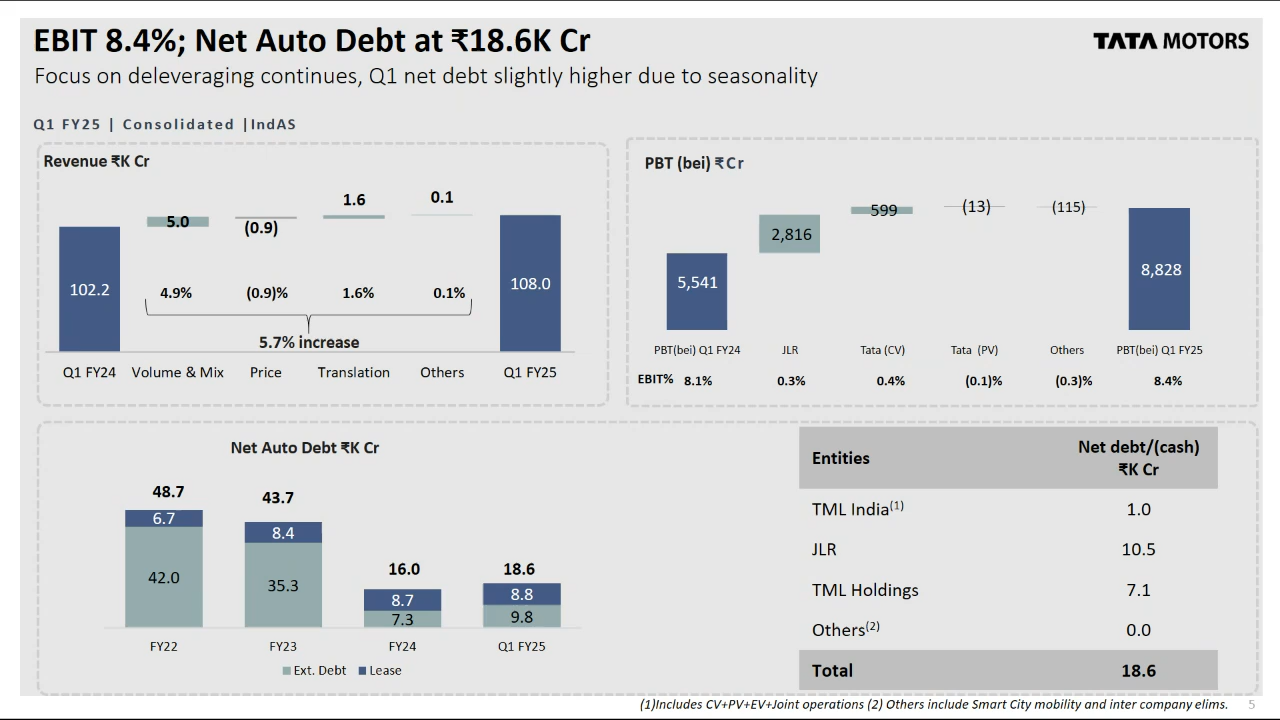 EBIT 8.4%; Net Auto Debt at ₹18.6K Cr
TATA MOTORS
Focus on deleveraging continues, Q1 net debt slightly higher due to seasonality
Q1 FY25 | Consolidated |IndAS
Revenue ₹K Cr
5.0
(0.9)
1.6
0.1
102.2
108.0
4.9% (0.9)% 1.6% 0.1%
5.7% increase
Q1 FY24 Volume & Mix Price Translation Others Q1 FY25
PBT (bei) ₹Cr
5,541
2,816
599
(13)
(115)
8,828
PBT(bei) Q1 FY24 JLR Tata (CV) Tata (PV) Others PBT(bei) Q1 FY25
EBIT% 8.1% 0.3% 0.4% (0.1)% (0.3)% 8.4%
Net Auto Debt ₹K Cr
48.7
6.7
42.0
43.7
8.4
35.3
16.0
8.7
7.3
18.6
8.8
9.8
FY22 FY23 FY24 Q1 FY25
Ext. Debt Lease
Entities Net debt/(cash)
₹K Cr
TML India(1) 1.0
JLR 10.5
TML Holdings 7.1
Others(2) 0.0
Total 18.6
(1)Includes CV+PV+EV+Joint operations (2) Others include Smart City mobility and inter company elims.
5